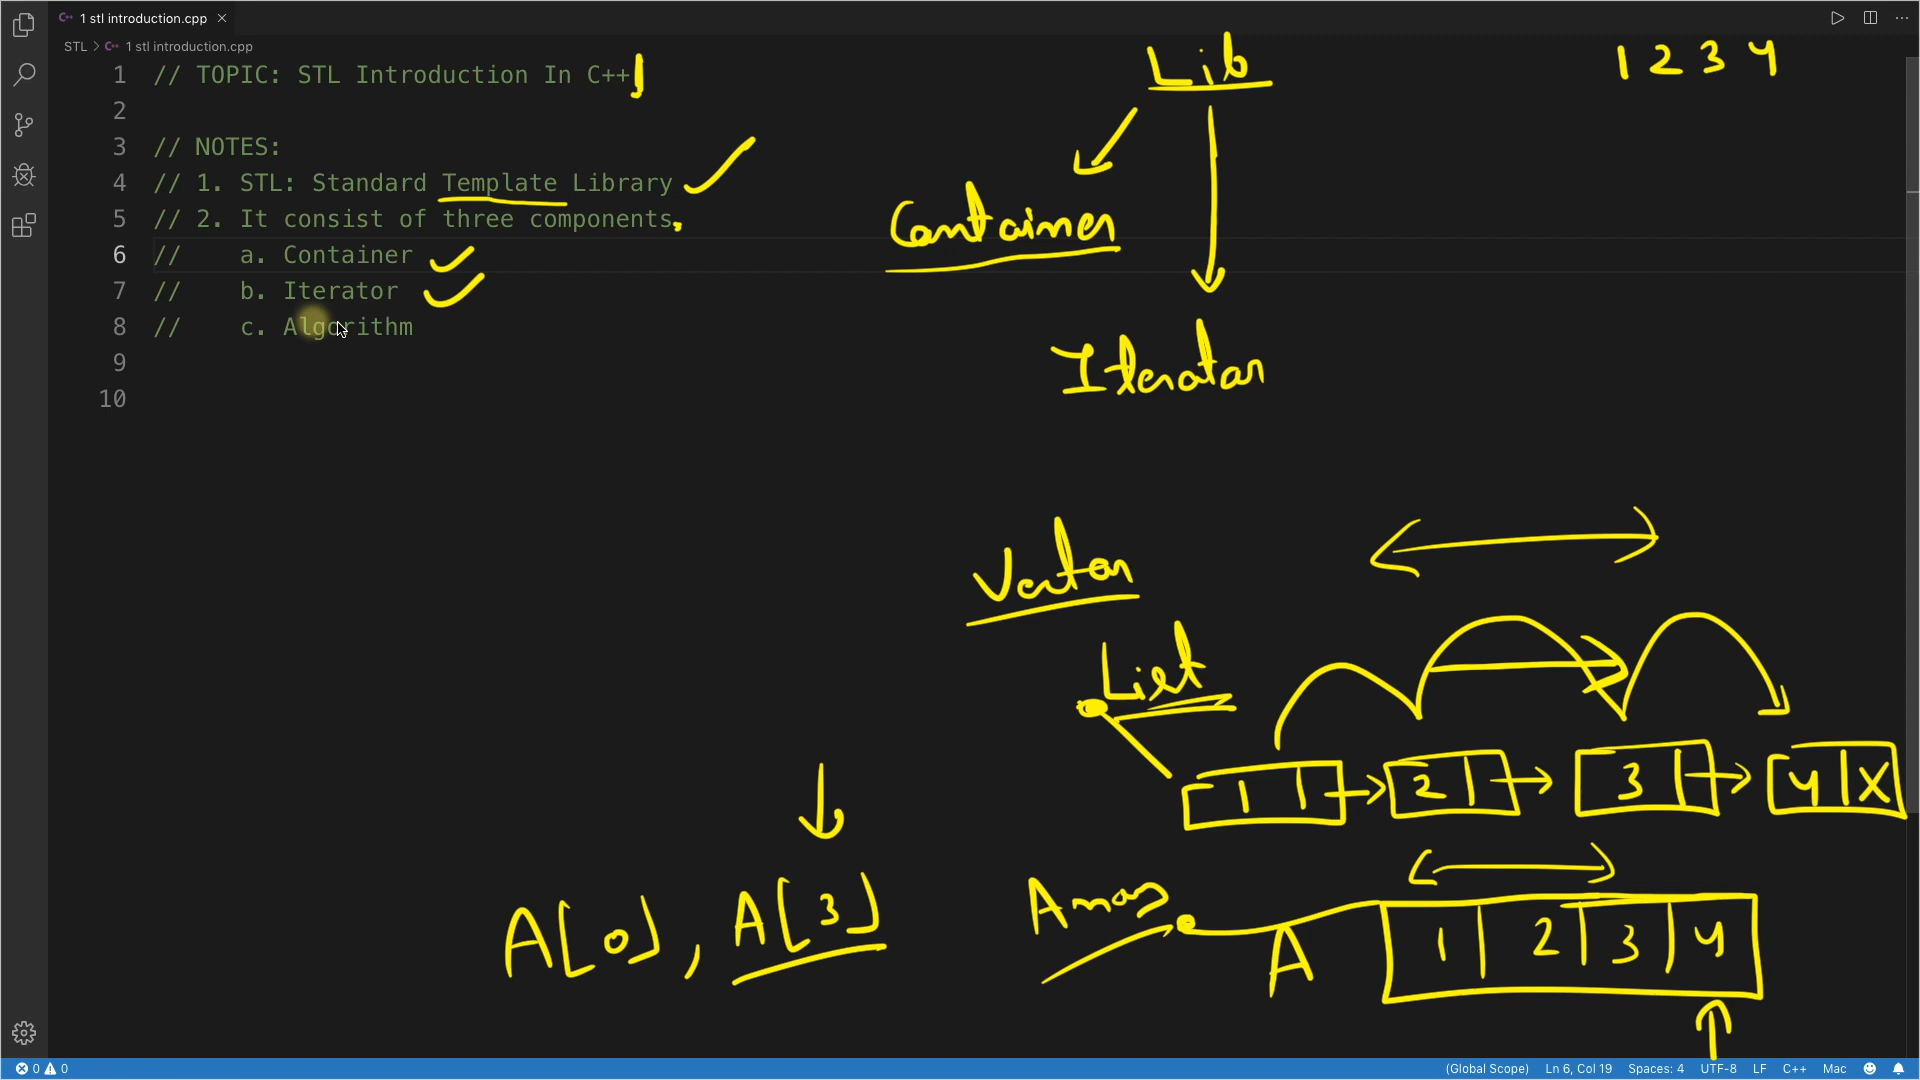 1 stl introduction.cpp
STL > 1 stl introduction.cpp
1 // TOPIC: STL Introduction In C++
2
3 // NOTES:
4 // 1. STL: Standard Template Library
5 // 2. It consist of three components.
6 //    a. Container
7 //    b. Iterator
8 //    c. Algorithm
9
10
Lib
1 2 3 4
Container
Iterator
Vector
List
1 2 3 4 X
A[0], A[3]
Array
A 1 2 3 4
0 0
(Global Scope) Ln 6, Col 19 Spaces: 4 UTF-8 LF C++ Mac